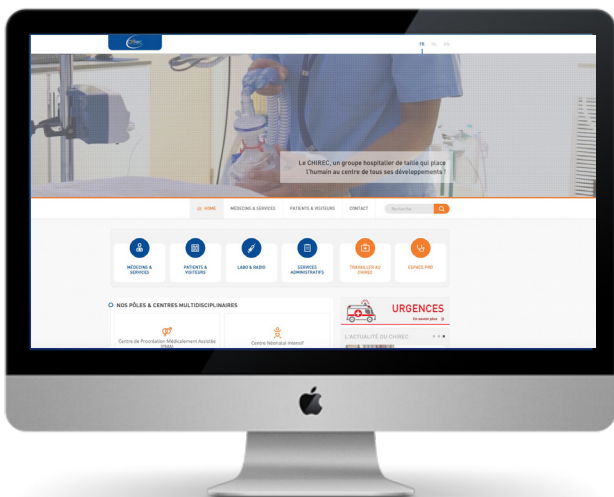 Chirec
FR NL EN
Le CHIREC, un groupe hospitalier de taille qui place
l'humain au centre de tous ses développements !
HOME MÉDECINS & SERVICES PATIENTS & VISITEURS CONTACT Recherche
MÉDECINS &
SERVICES
PATIENTS &
VISITEURS
LABO & RADIO
SERVICES
ADMINISTRATIFS
TRAVAILLER AU
CHIREC
ESPACE PRO
NOS PÔLES & CENTRES MULTIDISCIPLINAIRES
URGENCES
En savoir plus
Centre de Procréation Médicalement Assistée
(PMA)
Centre Néonatal Intensif
L'ACTUALITÉ DU CHIREC